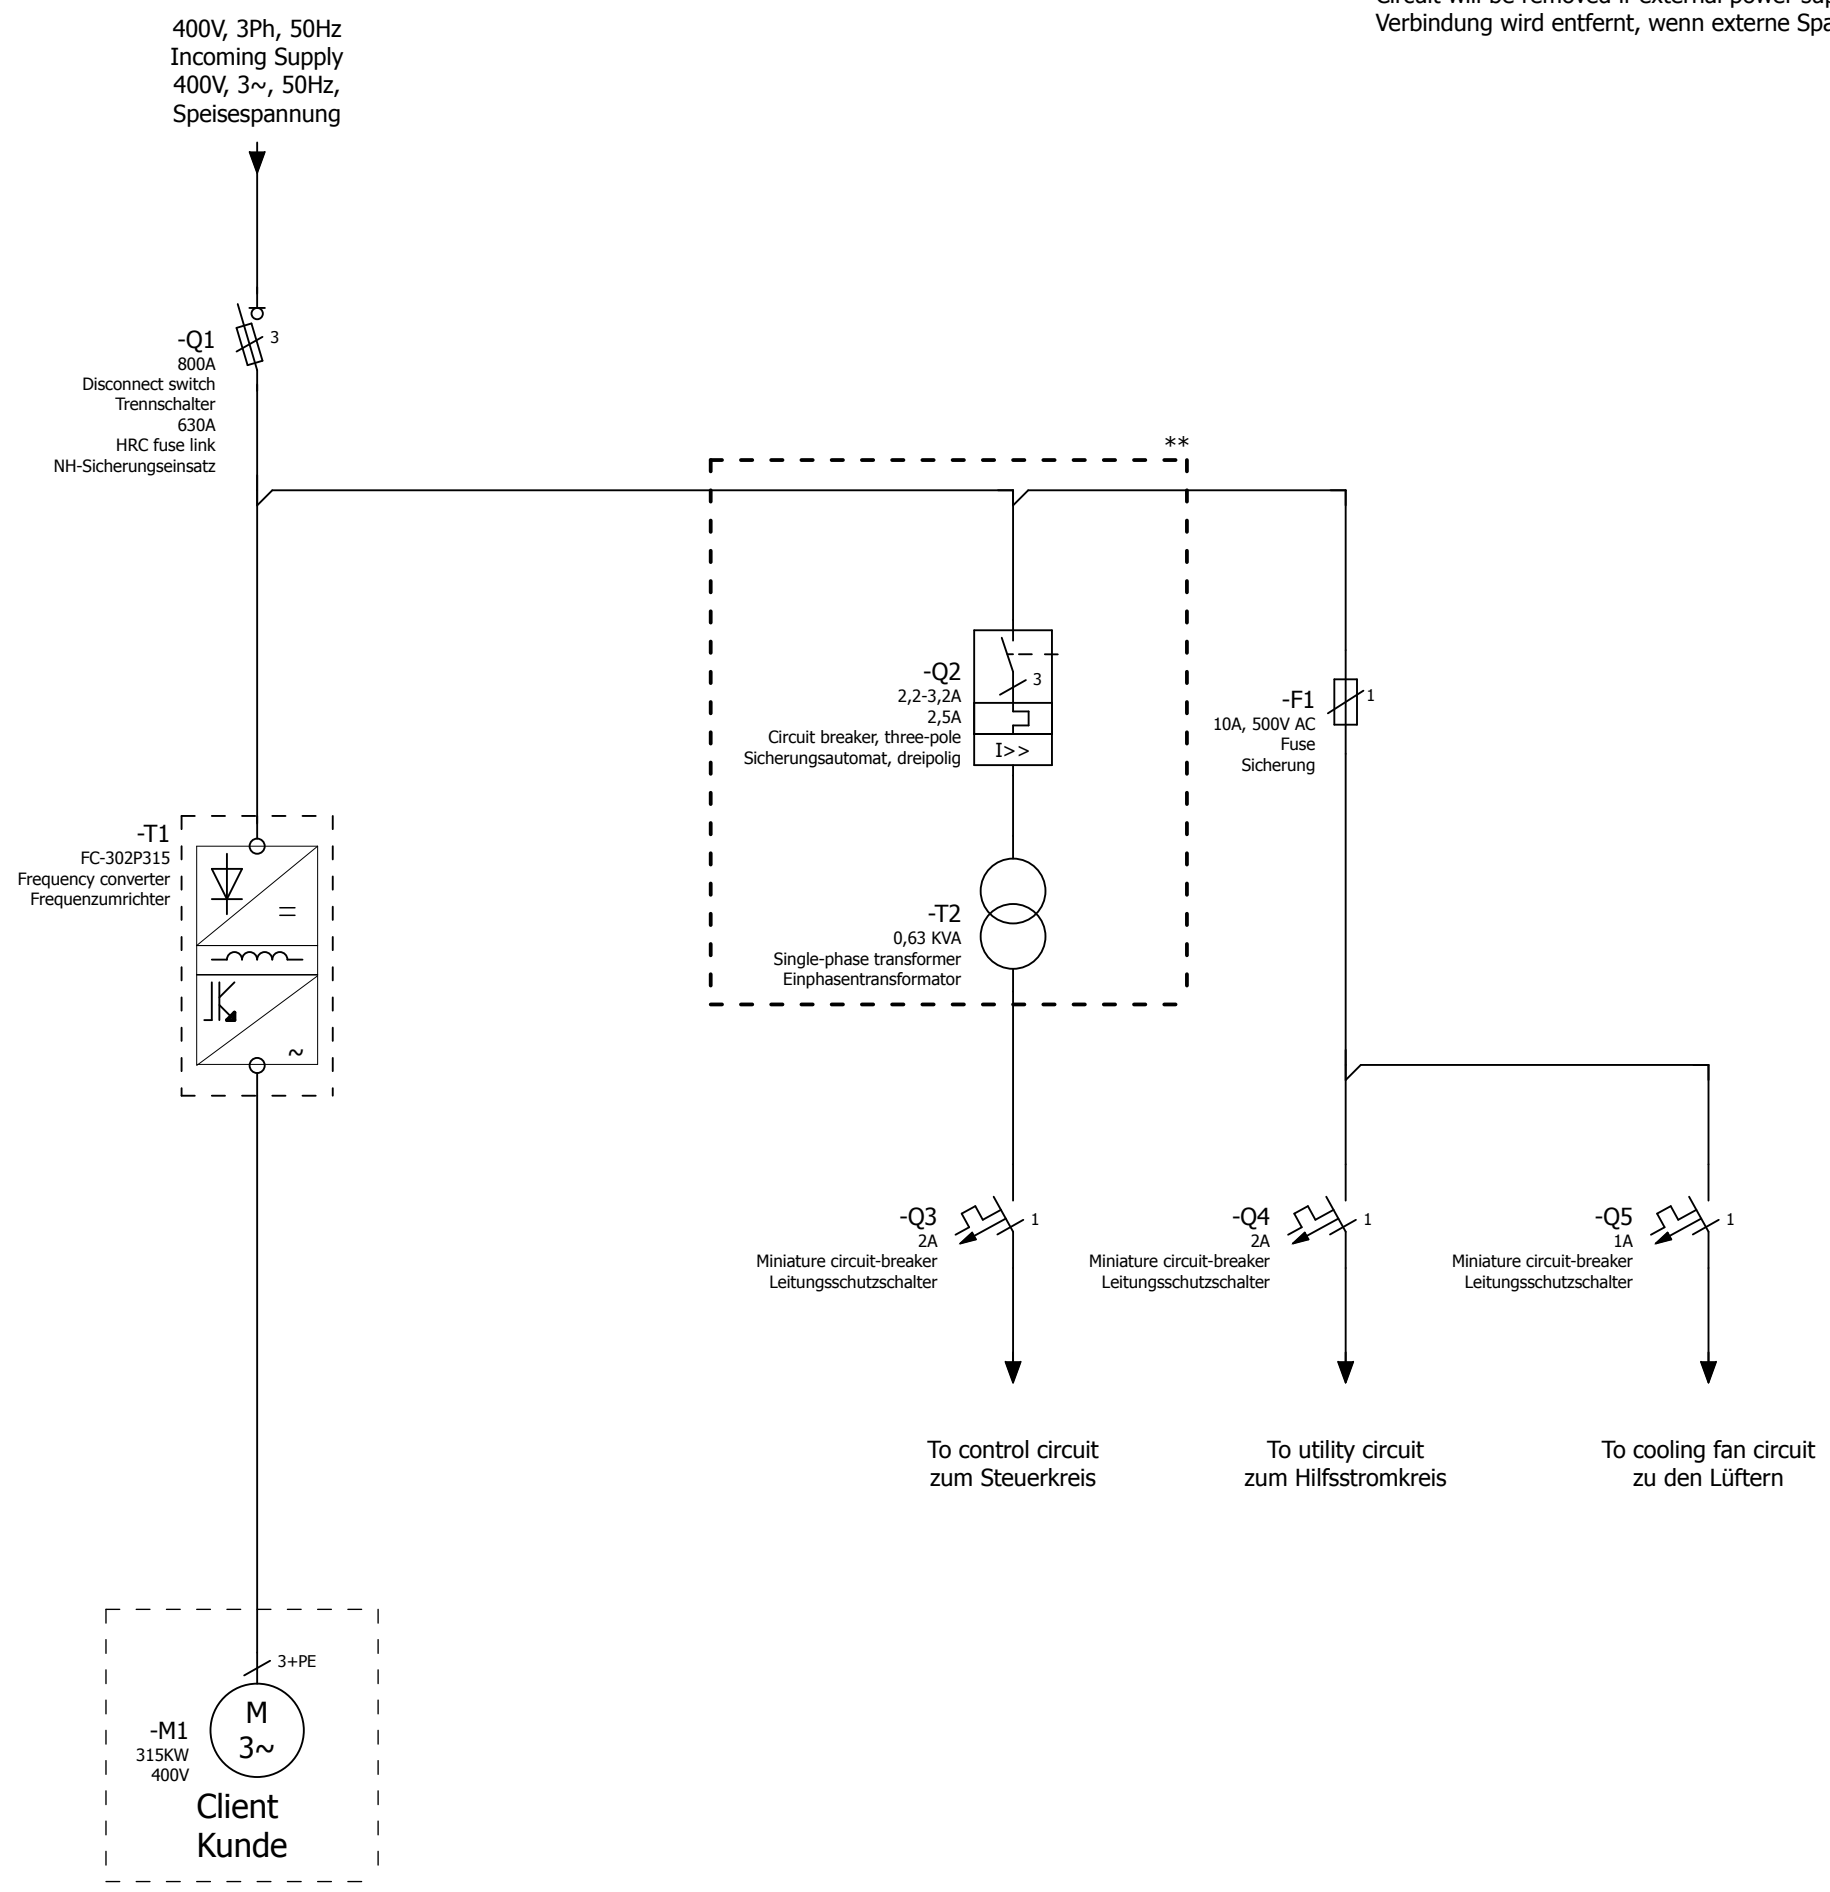 Circuit will be removed if external power
Verbindung wird entfernt, wenn externe
400V, 3Ph, 50Hz
Incoming Supply
400V, 3~, 50Hz,
Speisespannung
-Q1
800A
Disconnect switch
Trennschalter
630A
HRC fuse link
NH-Sicherungseinsatz
3
**
-Q2
2,2-3,2A
2,5A
Circuit breaker, three-pole
Sicherungsautomat, dreipolig
3
I>>
-F1
10A, 500V AC
Fuse
Sicherung
1
-T1
FC-302P315
Frequency converter
Frequenzumrichter
=
~
-T2
0,63 KVA
Single-phase transformer
Einphasentransformator
-Q3
2A
Miniature circuit-breaker
Leitungsschutzschalter
1
-Q4
2A
Miniature circuit-breaker
Leitungsschutzschalter
1
-Q5
1A
Miniature circuit-breaker
Leitungsschutzschalter
1
To control circuit
zum Steuerkreis
To utility circuit
zum Hilfsstromkreis
To cooling fan circuit
zu den Lüftern
3+PE
-M1
315KW
400V
M
3~
Client
Kunde